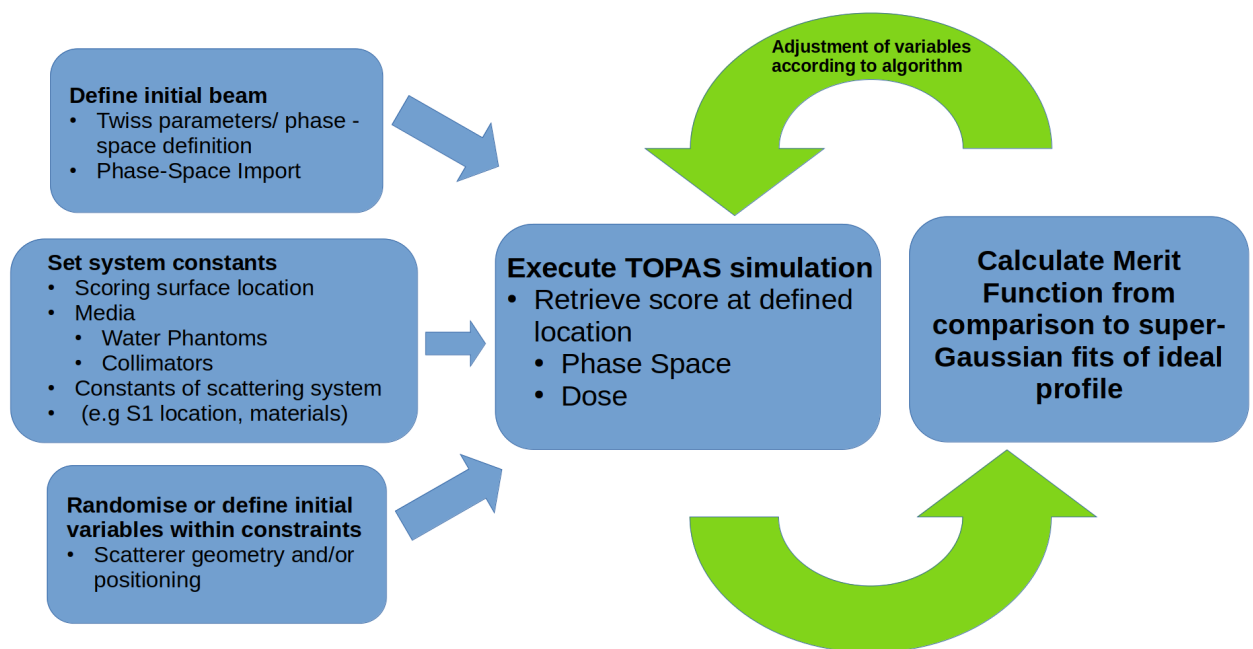 Define initial beam
• Twiss parameters/ phase -
space definition
• Phase-Space Import
Set system constants
• Scoring surface location
• Media
• Water Phantoms
• Collimators
• Constants of scattering system
• (e.g S1 location, materials)
Randomise or define initial
variables within constraints
• Scatterer geometry and/or
positioning
Execute TOPAS simulation
• Retrieve score at defined
location
• Phase Space
• Dose
Adjustment of variables
according to algorithm
Calculate Merit
Function from
comparison to super-
Gaussian fits of ideal
profile